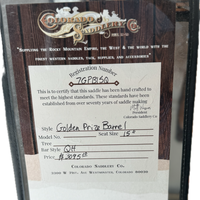 COLORADO
SADDLERY CO.
"SUPPLYING THE ROCKY MOUNTAIN EMPIRE, THE WEST & THE WORLD WITH THE
FINEST WESTERN SADDLES, TACK, SUPPLIES, AND ACCESSORIES"
Registration Number
7GP815Q
This is to certify that this saddle has been hand crafted to
meet the highest standards. These standards have been
established from over seventy years of saddle making
President
Colorado Saddlery Co.
Style Golden Prize Barrel
Model No. Seat Size 15"
Tree
Bar Style QH
Price
COLORADO SADDLERY CO.